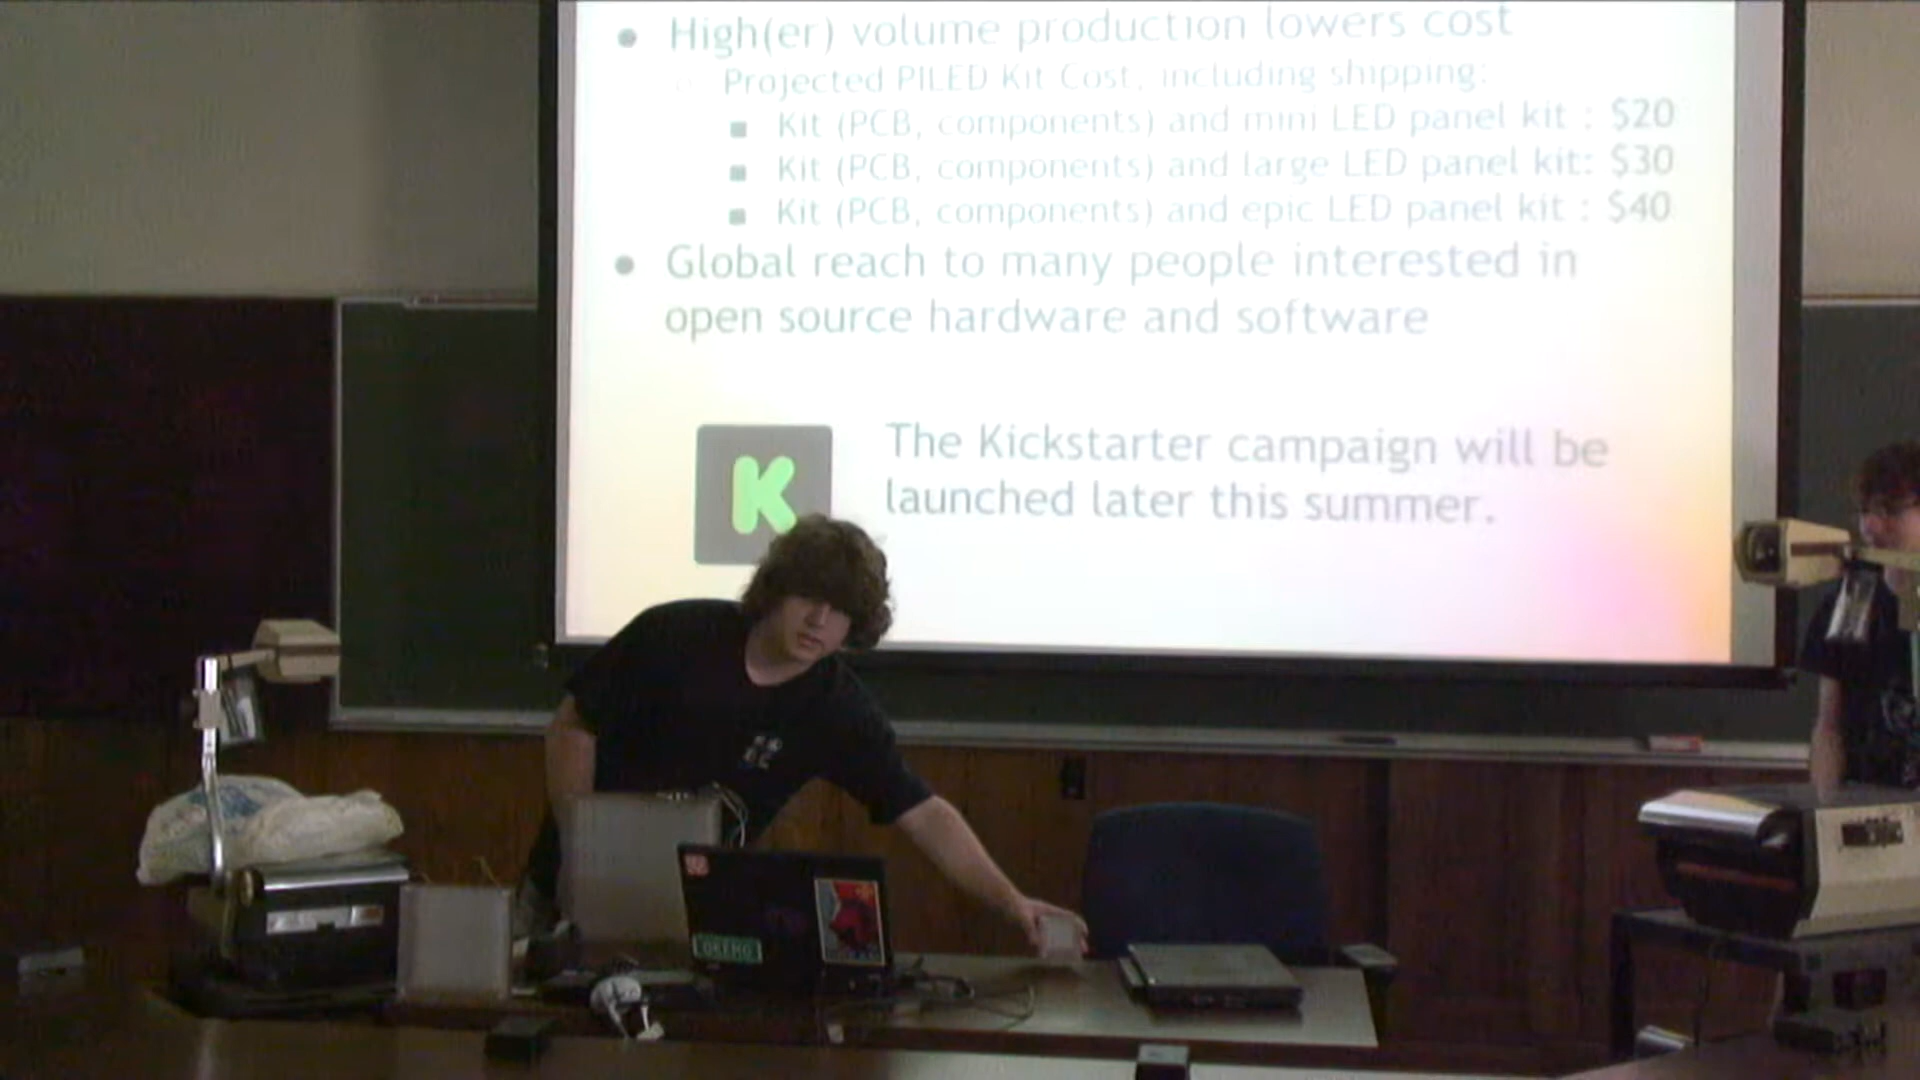 High(er) volume production lowers cost
Projected PILED Kit Cost, including shipping:
Kit (PCB, components) and mini LED panel kit : $20
Kit (PCB, components) and large LED panel kit: $30
Kit (PCB, components) and epic LED panel kit : $40
Global reach to many people interested in
open source hardware and software
K
The Kickstarter campaign will be
launched later this summer.